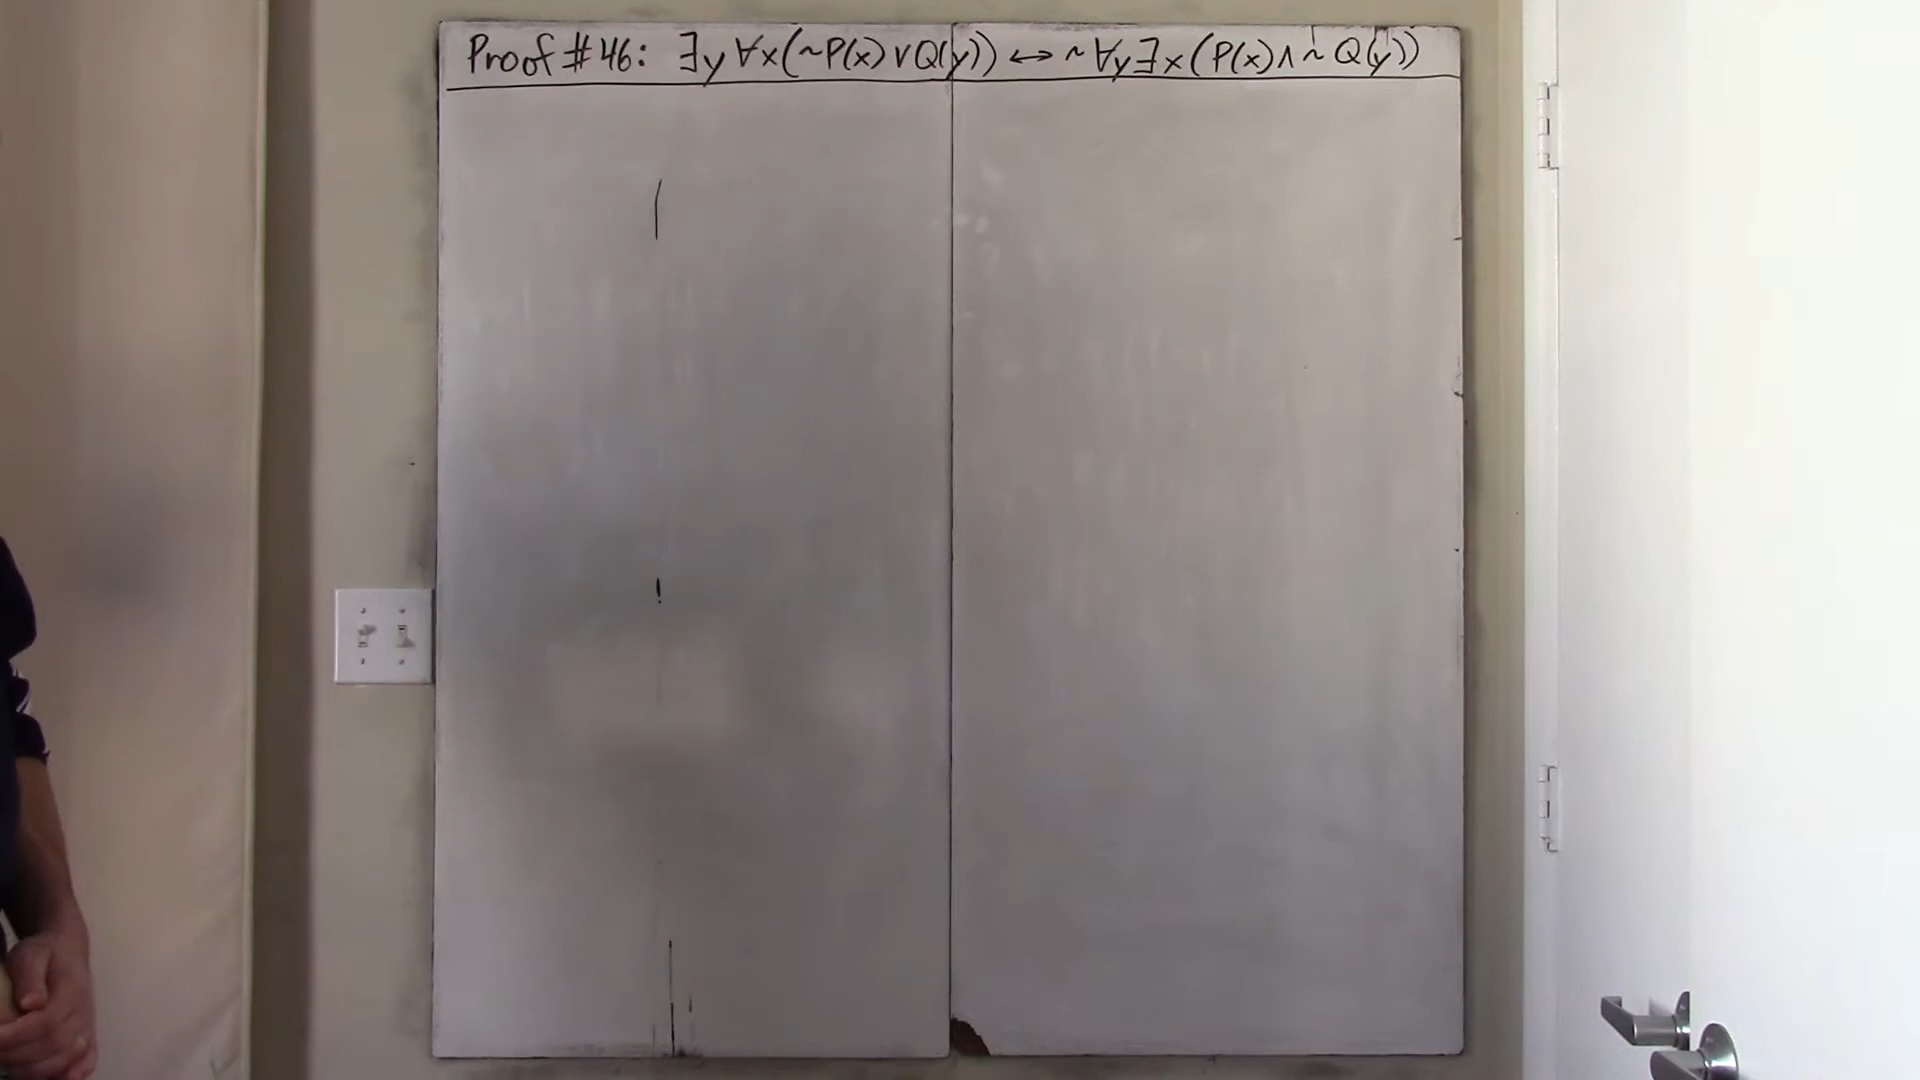 Proof #46: ∃y ∀x(~P(x) ∨ Q(y)) ↔ ~∀y∃x(P(x) ∧ ~Q(y))